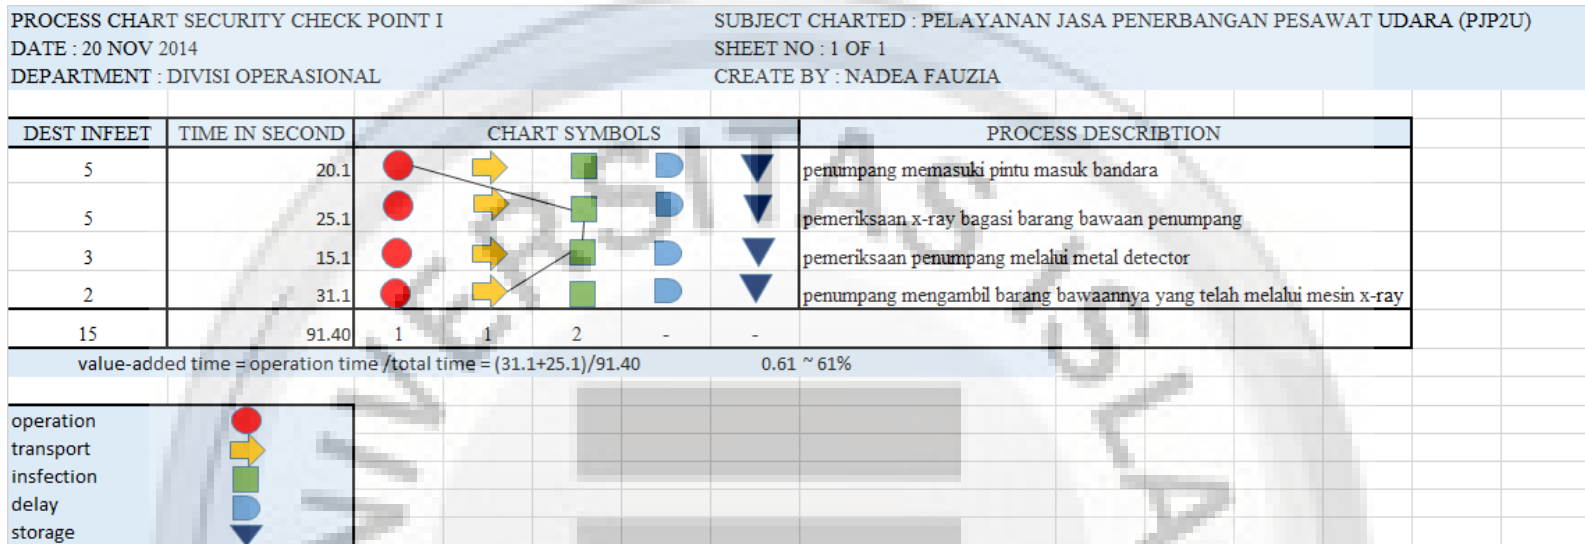 PROCESS CHART SECURITY CHECK POINT I SUBJECT CHARTED : PELAYANAN JASA PENERBANGAN PESAWAT UDARA (PJP2U)
DATE : 20 NOV 2014 SHEET NO : 1 OF 1
DEPARTMENT : DIVISI OPERASIONAL CREATE BY : NADEA FAUZIA
DEST INFEET TIME IN SECOND CHART SYMBOLS PROCESS DESCRIBTION
5 20.1 penumpang memasuki pintu masuk bandara
5 25.1 pemeriksaan x-ray bagasi barang bawaan penumpang
3 15.1 pemeriksaan penumpang melalui metal detector
2 31.1 penumpang mengambil barang bawaannya yang telah melalui mesin x-ray
15 91.40 1 1 2 - -
value-added time = operation time /total time = (31.1+25.1)/91.40 0.61 ~ 61%
operation
transport
insfection
delay
storage